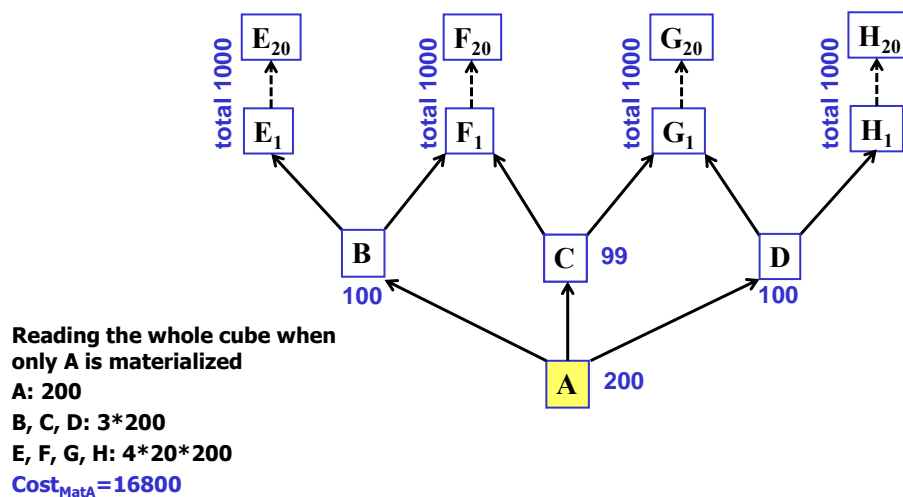 E20 F20 G20 H20
total 1000 total 1000 total 1000 total 1000
E1 F1 G1 H1
B C 99 D
100 100
Reading the whole cube when
only A is materialized
A 200
A: 200
B, C, D: 3*200
E, F, G, H: 4*20*200
CostMatA=16800